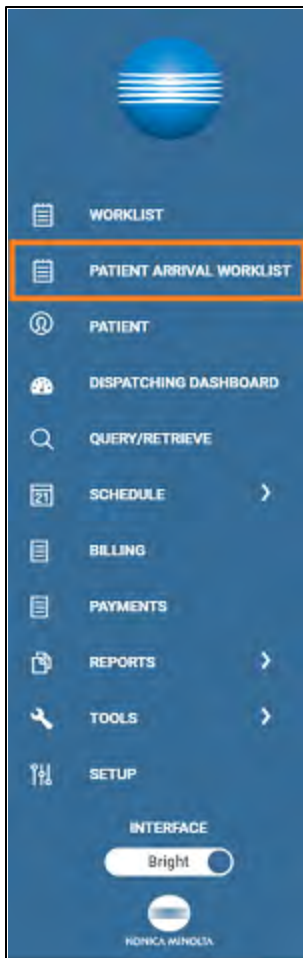 WORKLIST
PATIENT ARRIVAL WORKLIST
PATIENT
DISPATCHING DASHBOARD
QUERY/RETRIEVE
21 SCHEDULE
BILLING
PAYMENTS
REPORTS
TOOLS
SETUP
INTERFACE
Bright
KONICA MINOLTA